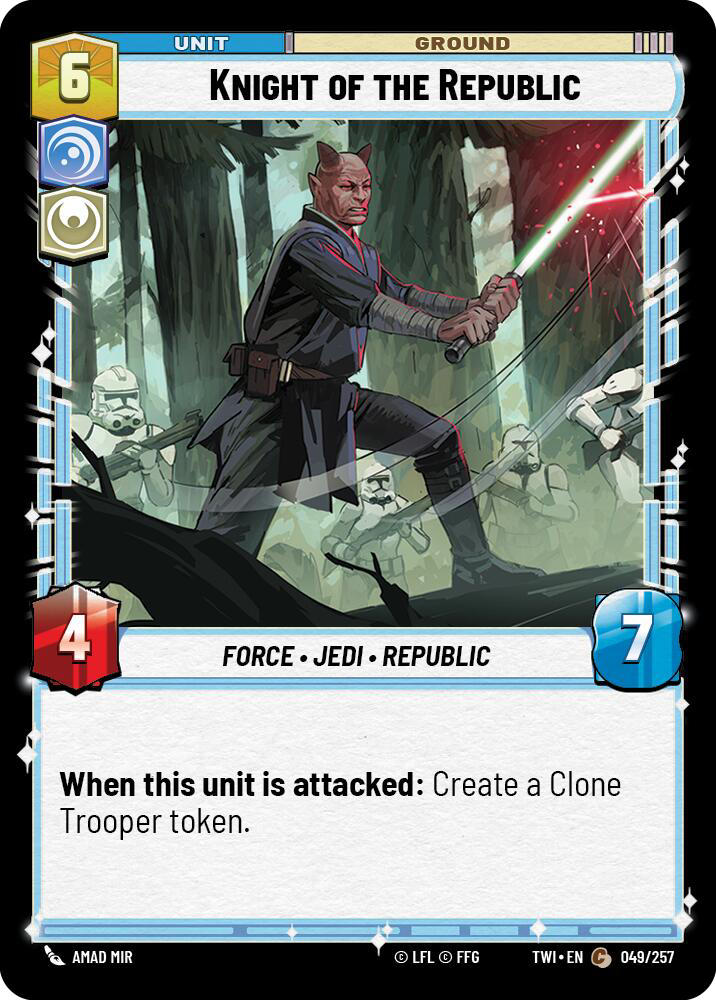 UNIT
GROUND
6
Knight of the Republic
4
7
FORCE • JEDI • REPUBLIC
When this unit is attacked: Create a Clone
Trooper token.
AMAD MIR
© LFL © FFG
TWI • EN C 049/257